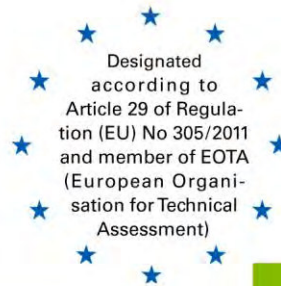 Designated
according to
Article 29 of Regula-
tion (EU) No 305/2011
and member of EOTA
(European Organi-
sation for Technical
Assessment)